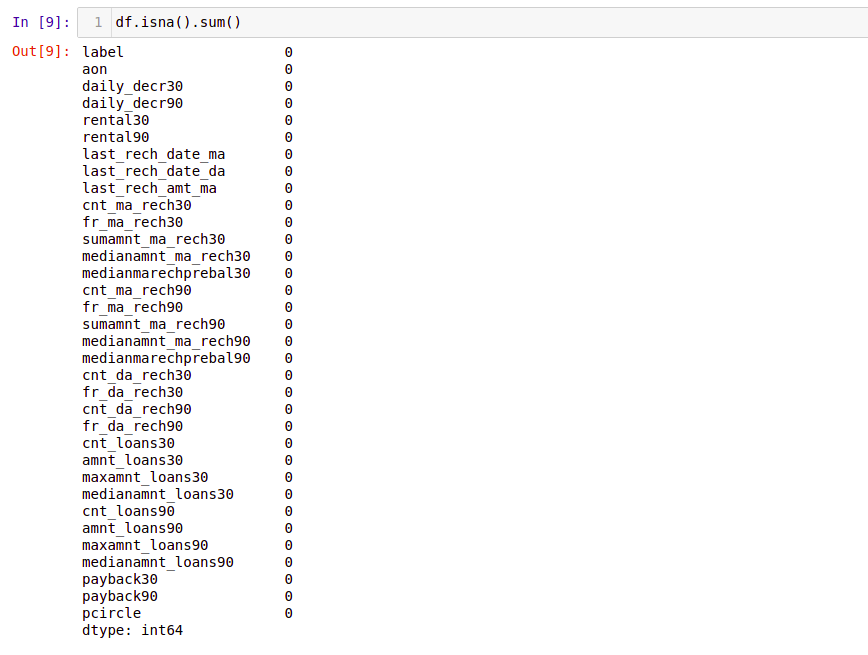 In [9]: 1 df.isna().sum()
Out[9]: label 0
aon 0
daily_decr30 0
daily_decr90 0
rental30 0
rental90 0
last_rech_date_ma 0
last_rech_date_da 0
last_rech_amt_ma 0
cnt_ma_rech30 0
fr_ma_rech30 0
sumamnt_ma_rech30 0
medianamnt_ma_rech30 0
medianmarechprebal30 0
cnt_ma_rech90 0
fr_ma_rech90 0
sumamnt_ma_rech90 0
medianamnt_ma_rech90 0
medianmarechprebal90 0
cnt_da_rech30 0
fr_da_rech30 0
cnt_da_rech90 0
fr_da_rech90 0
cnt_loans30 0
amnt_loans30 0
maxamnt_loans30 0
medianamnt_loans30 0
cnt_loans90 0
amnt_loans90 0
maxamnt_loans90 0
medianamnt_loans90 0
payback30 0
payback90 0
pcircle 0
dtype: int64